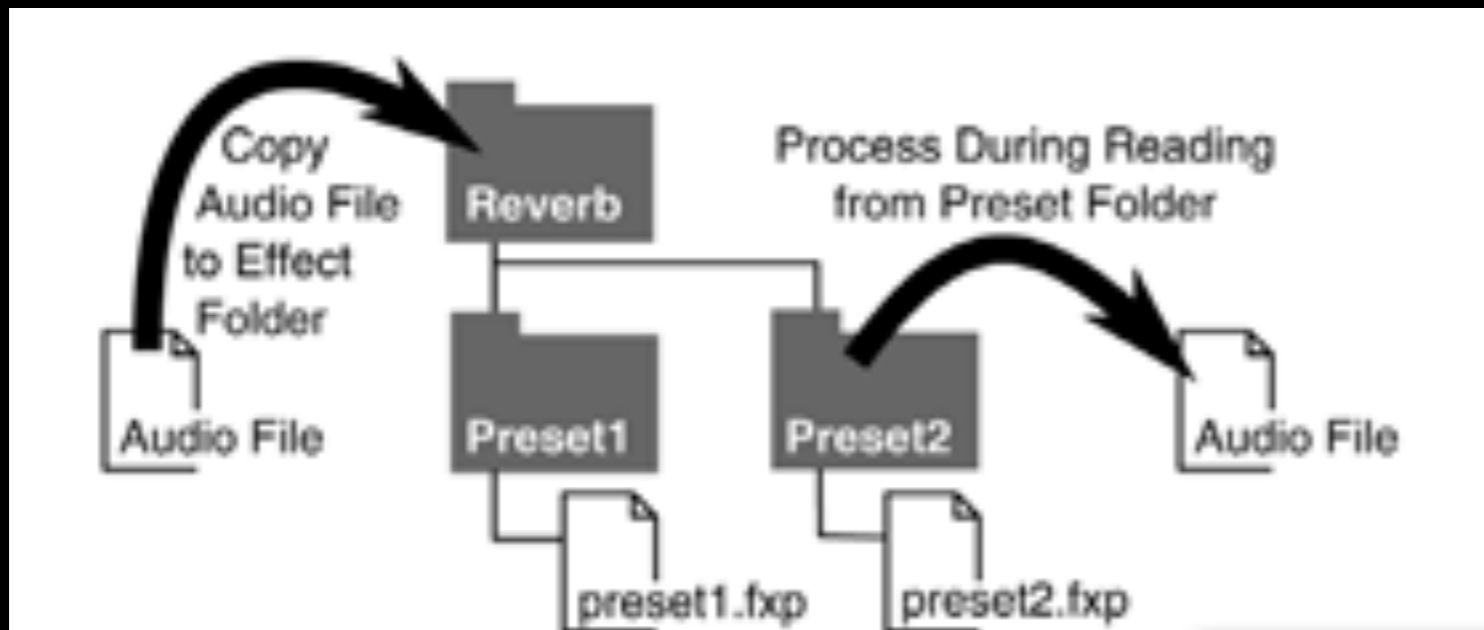 Copy
Audio File
to Effect
Folder
Audio File
Reverb
Process During Reading
from Preset Folder
Preset1
Preset2
Audio File
preset1.fxp
preset2.fxp